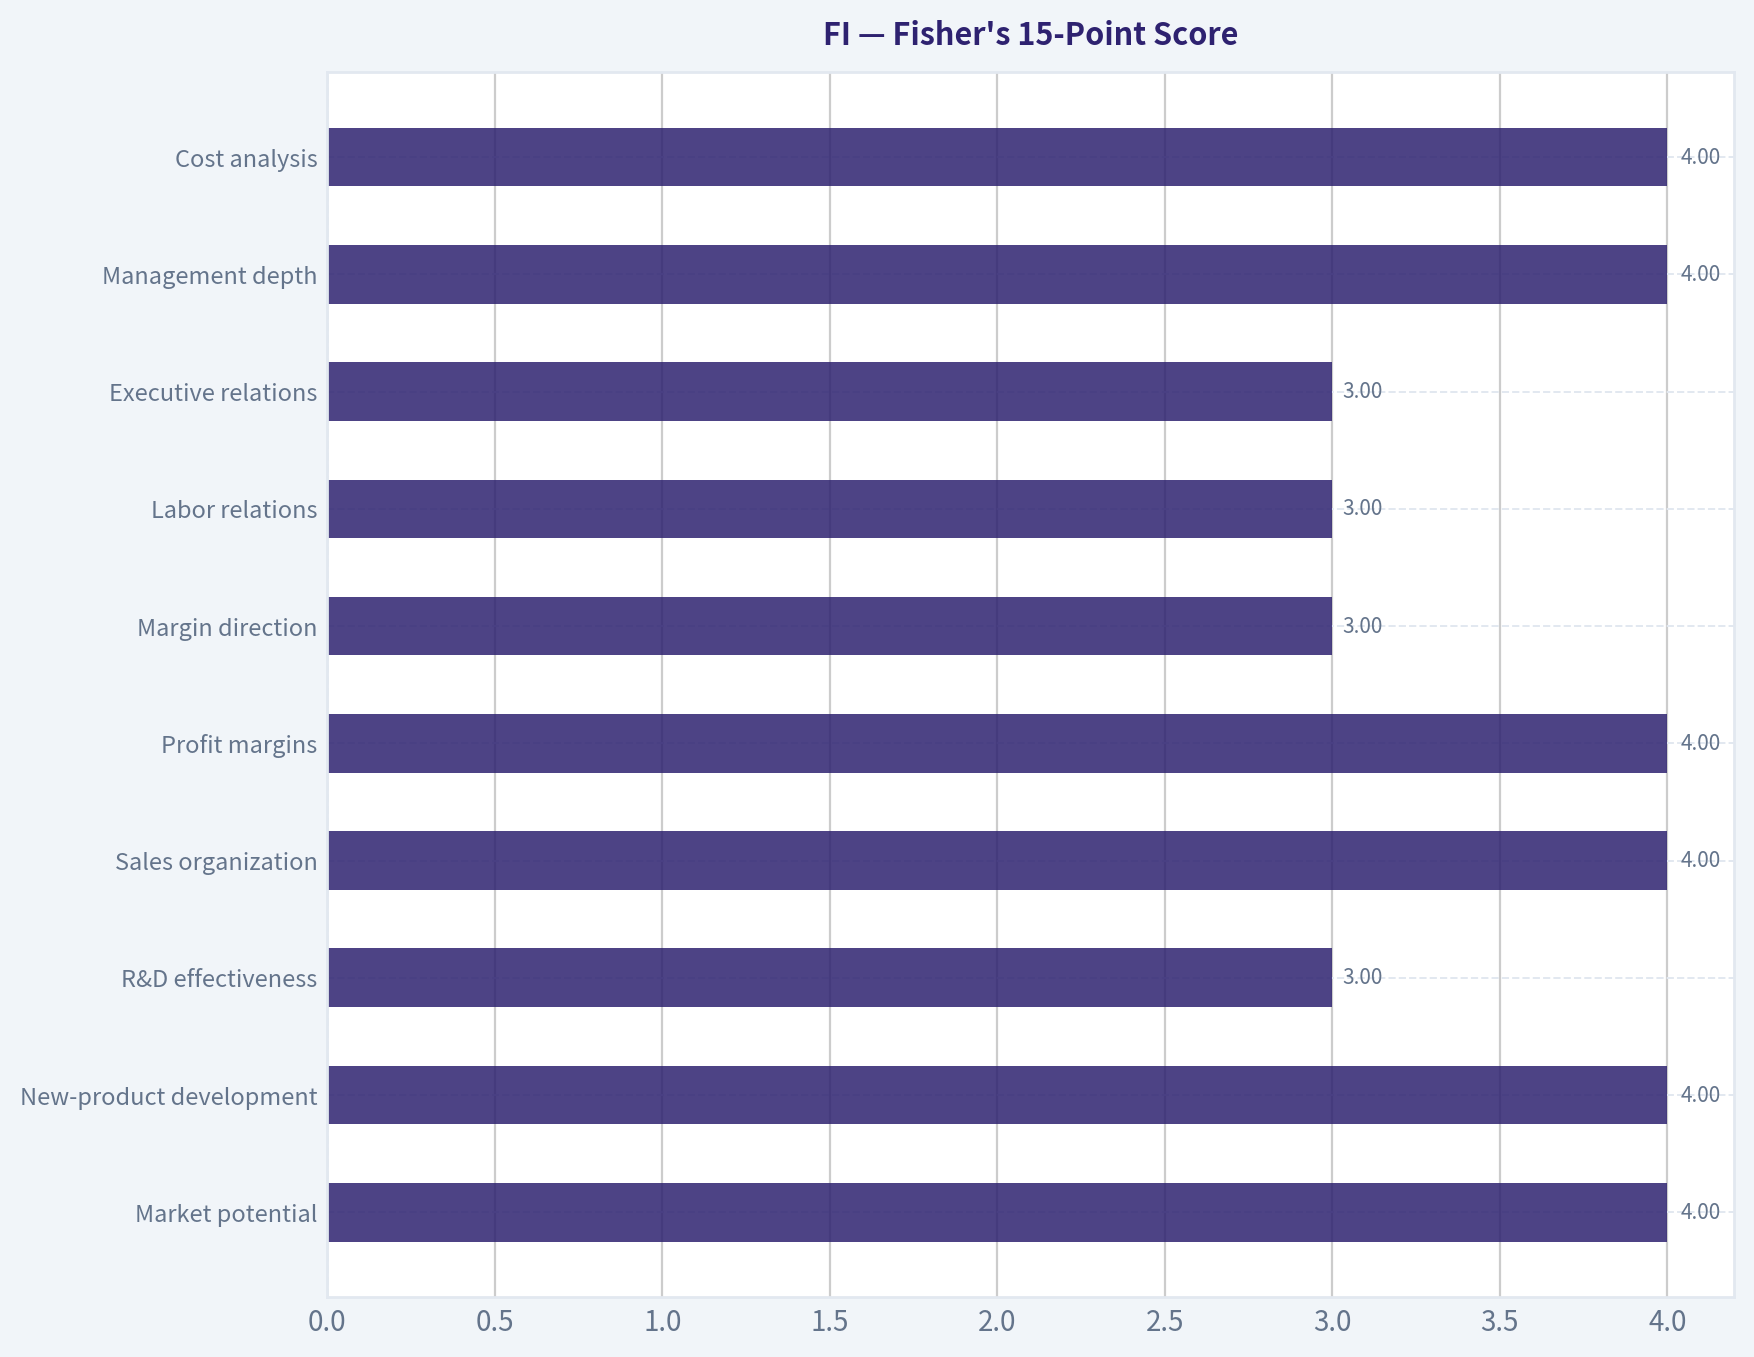 FI — Fisher's 15-Point Score
Cost analysis 4.00
Management depth 4.00
Executive relations 3.00
Labor relations 3.00
Margin direction 3.00
Profit margins 4.00
Sales organization 4.00
R&D effectiveness 3.00
New-product development 4.00
Market potential 4.00
0.0 0.5 1.0 1.5 2.0 2.5 3.0 3.5 4.0